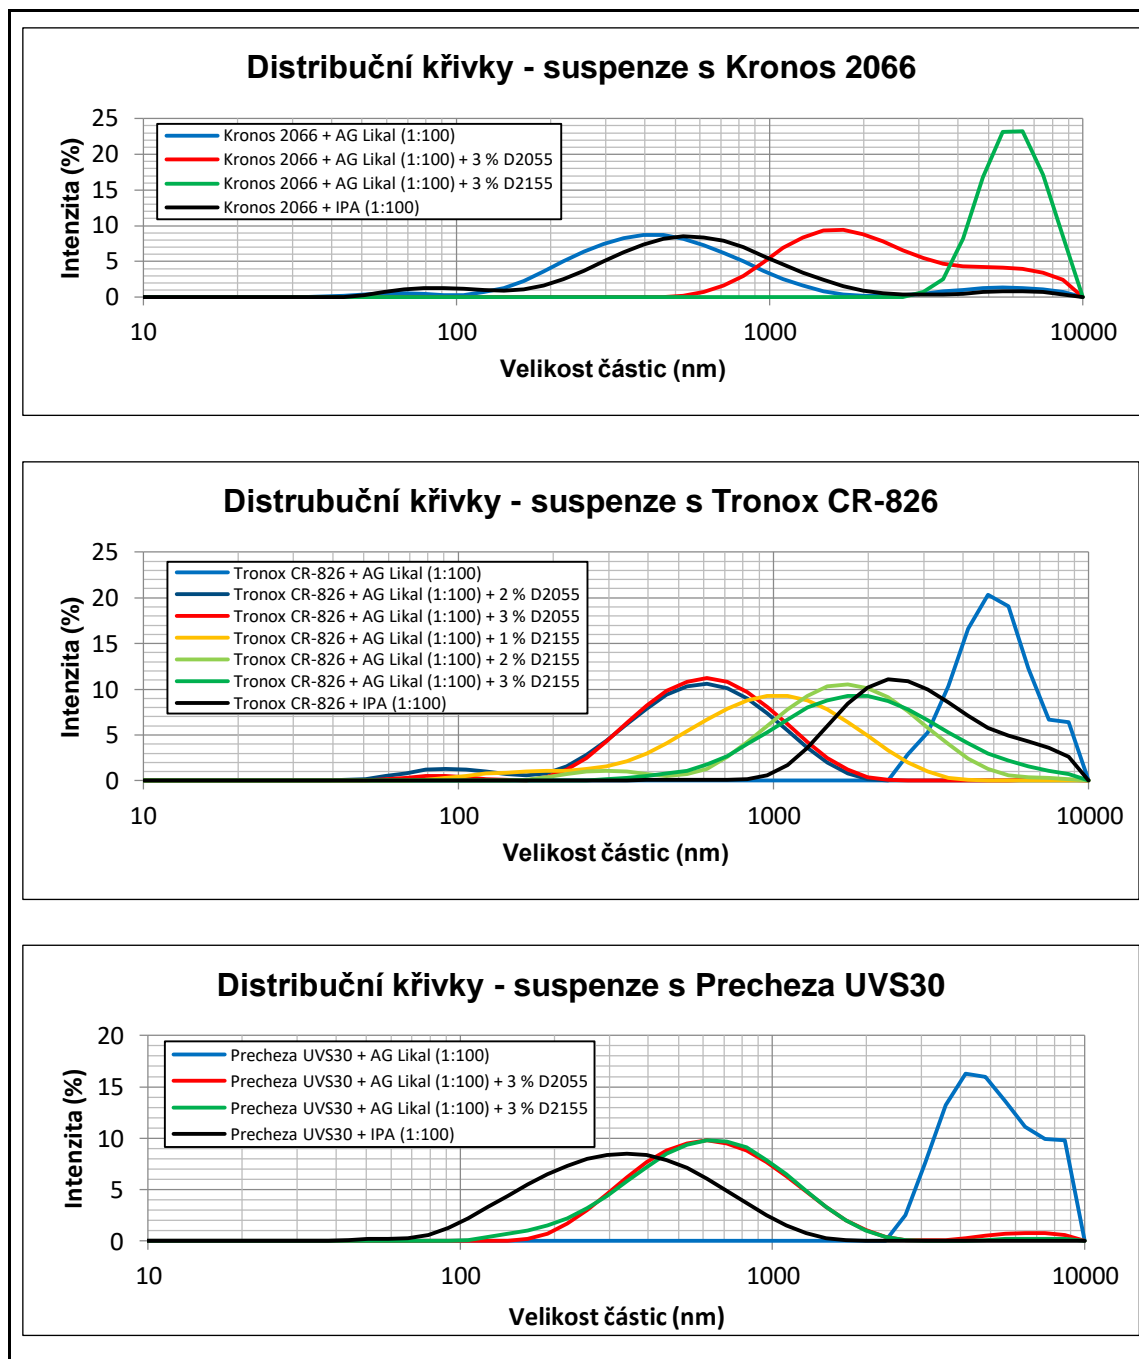 Distribuční křivky - suspenze s Kronos 2066
Intenzita (%)
25
20
15
10
5
0
Kronos 2066 + AG Likal (1:100)
Kronos 2066 + AG Likal (1:100) + 3 % D2055
Kronos 2066 + AG Likal (1:100) + 3 % D2155
Kronos 2066 + IPA (1:100)
10 100 1000 10000
Velikost částic (nm)
Distrubuční křivky - suspenze s Tronox CR-826
Intenzita (%)
25
20
15
10
5
0
Tronox CR-826 + AG Likal (1:100)
Tronox CR-826 + AG Likal (1:100) + 2 % D2055
Tronox CR-826 + AG Likal (1:100) + 3 % D2055
Tronox CR-826 + AG Likal (1:100) + 1 % D2155
Tronox CR-826 + AG Likal (1:100) + 2 % D2155
Tronox CR-826 + AG Likal (1:100) + 3 % D2155
Tronox CR-826 + IPA (1:100)
10 100 1000 10000
Velikost částic (nm)
Distribuční křivky - suspenze s Precheza UVS30
Intenzita (%)
20
15
10
5
0
Precheza UVS30 + AG Likal (1:100)
Precheza UVS30 + AG Likal (1:100) + 3 % D2055
Precheza UVS30 + AG Likal (1:100) + 3 % D2155
Precheza UVS30 + IPA (1:100)
10 100 1000 10000
Velikost částic (nm)